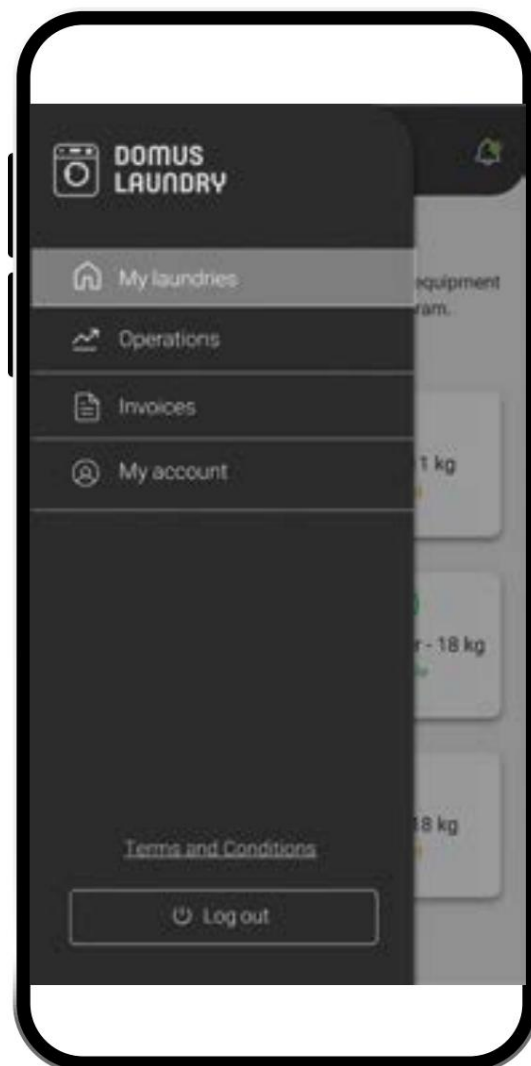 DOMUS
LAUNDRY
My laundries
equipment
ram.
Operations
Invoices
1 kg
My account
r - 18 kg
18 kg
Terms and Conditions
Log out